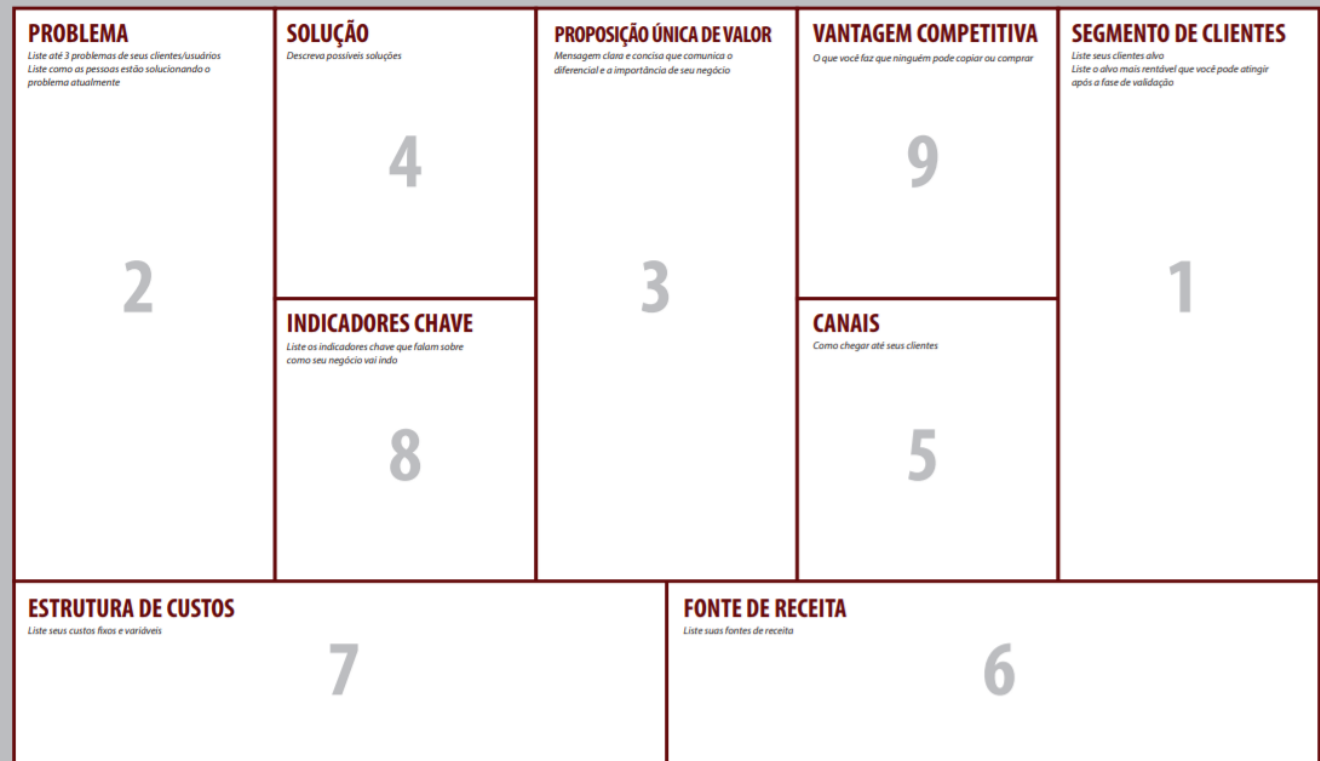 PROBLEMA
Liste até 3 problemas de seus clientes/usuários
Liste como as pessoas estão solucionando o
problema atualmente
2
SOLUÇÃO
Descreva possíveis soluções
4
INDICADORES CHAVE
Liste os indicadores chave que falam sobre
como seu negócio vai indo
8
PROPOSIÇÃO ÚNICA DE VALOR
Mensagem clara e concisa que comunica o
diferencial e a importância de seu negócio
3
VANTAGEM COMPETITIVA
O que você faz que ninguém pode copiar ou comprar
9
CANAIS
Como chegar até seus clientes
5
SEGMENTO DE CLIENTES
Liste seus clientes alvo
Liste o alvo mais rentável que você pode atingir
após a fase de validação
1
ESTRUTURA DE CUSTOS
Liste seus custos fixos e variáveis
7
FONTE DE RECEITA
Liste suas fontes de receita
6